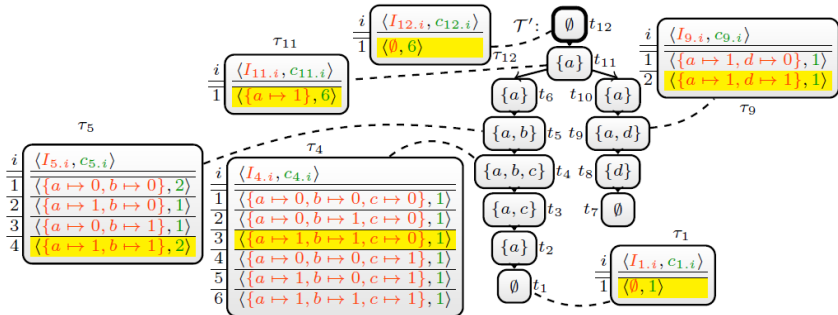 τ₁₂
i ⟨I₁₂.ᵢ, c₁₂.ᵢ⟩
1 ⟨∅, 6⟩
𝒯′: ∅ t₁₂
τ₁₁
i ⟨I₁₁.ᵢ, c₁₁.ᵢ⟩
1 ⟨{a ↦ 1}, 6⟩
{a} t₁₁
i ⟨I₉.ᵢ, c₉.ᵢ⟩
1 ⟨{a ↦ 1, d ↦ 0}, 1⟩
2 ⟨{a ↦ 1, d ↦ 1}, 1⟩
τ₉
{a} t₆
t₁₀ {a}
{a, b} t₅
t₉ {a, d}
{a, b, c} t₄
t₈ {d}
{a, c} t₃
t₇ ∅
{a} t₂
∅ t₁
τ₅
i ⟨I₅.ᵢ, c₅.ᵢ⟩
1 ⟨{a ↦ 0, b ↦ 0}, 2⟩
2 ⟨{a ↦ 1, b ↦ 0}, 1⟩
3 ⟨{a ↦ 0, b ↦ 1}, 1⟩
4 ⟨{a ↦ 1, b ↦ 1}, 2⟩
τ₄
i ⟨I₄.ᵢ, c₄.ᵢ⟩
1 ⟨{a ↦ 0, b ↦ 0, c ↦ 0}, 1⟩
2 ⟨{a ↦ 0, b ↦ 1, c ↦ 0}, 1⟩
3 ⟨{a ↦ 1, b ↦ 1, c ↦ 0}, 1⟩
4 ⟨{a ↦ 0, b ↦ 0, c ↦ 1}, 1⟩
5 ⟨{a ↦ 1, b ↦ 0, c ↦ 1}, 1⟩
6 ⟨{a ↦ 1, b ↦ 1, c ↦ 1}, 1⟩
τ₁
i ⟨I₁.ᵢ, c₁.ᵢ⟩
1 ⟨∅, 1⟩